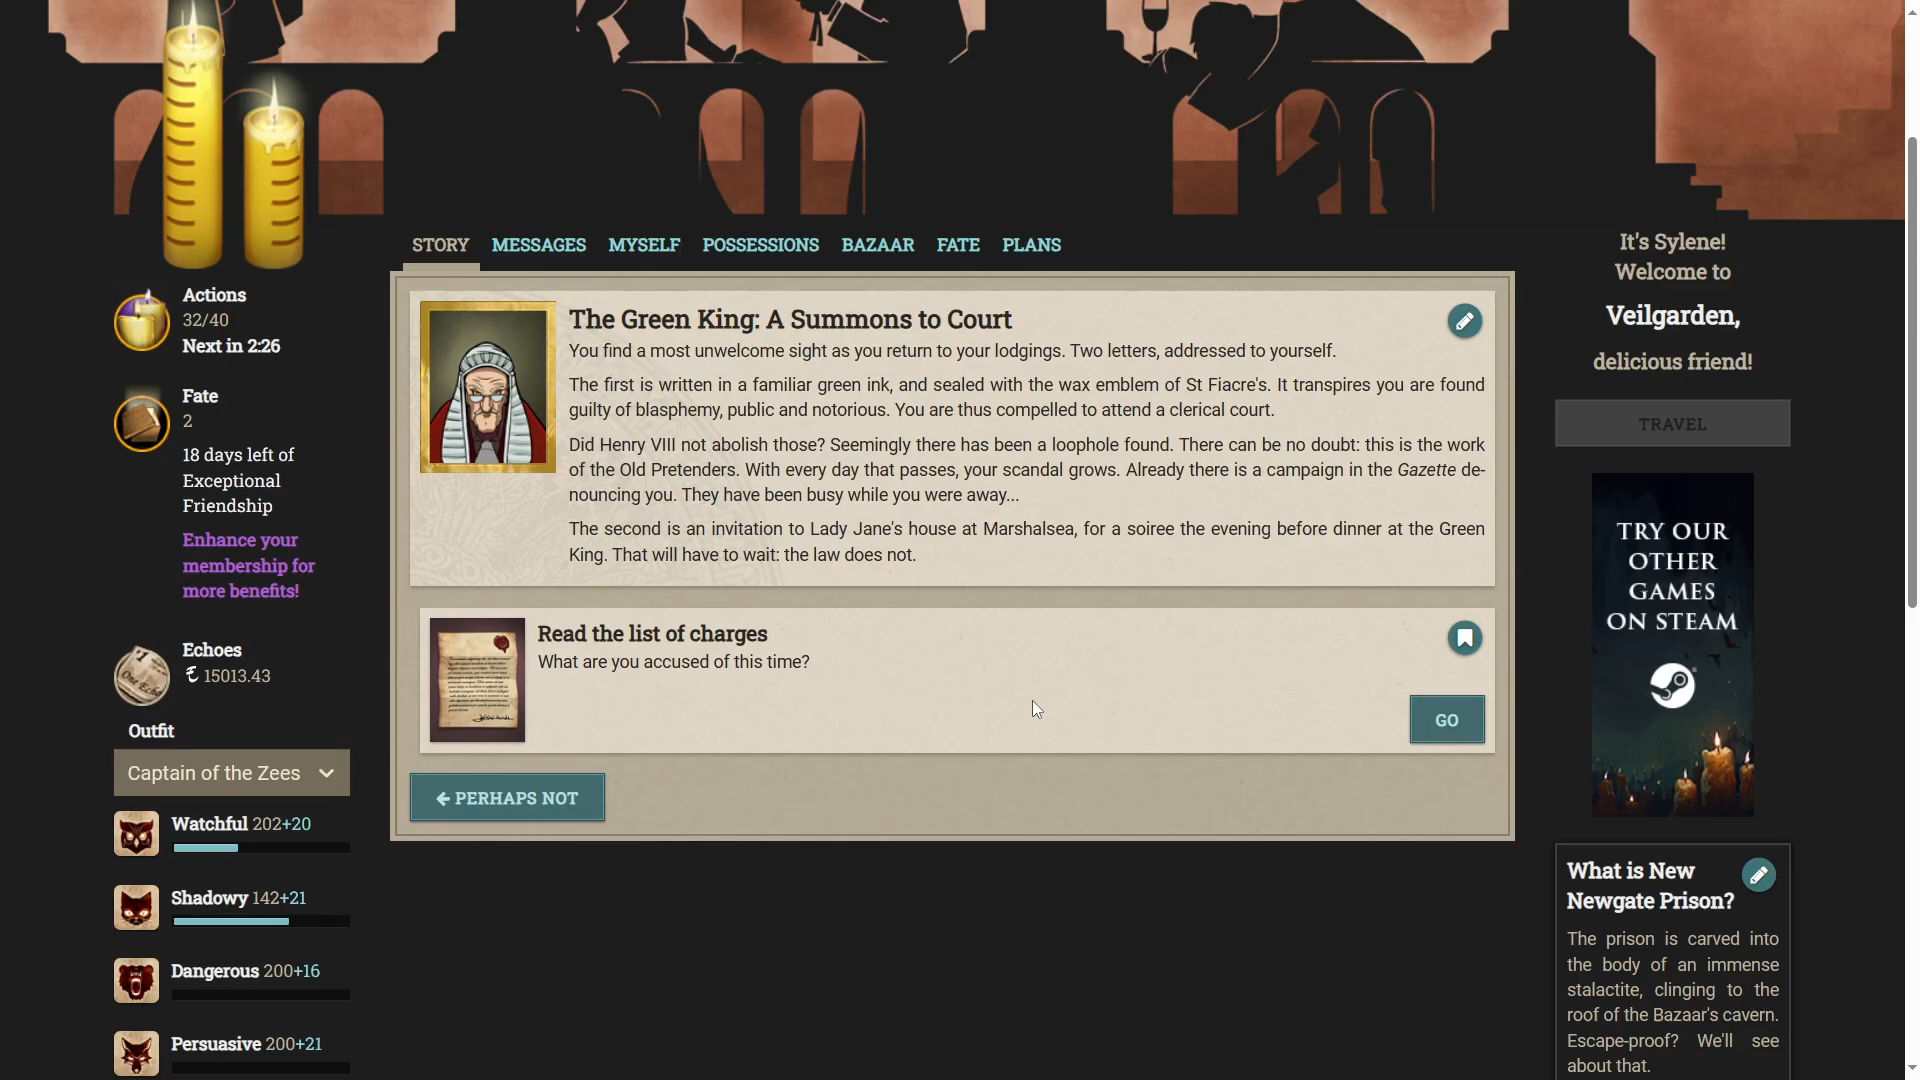 STORY MESSAGES MYSELF POSSESSIONS BAZAAR FATE PLANS
Actions
32/40
Next in 2:26
Fate
2
18 days left of
Exceptional
Friendship
Enhance your
membership for
more benefits!
Echoes
15013.43
Outfit
Captain of the Zees
Watchful 202+20
Shadowy 142+21
Dangerous 200+16
Persuasive 200+21
The Green King: A Summons to Court
You find a most unwelcome sight as you return to your lodgings. Two letters, addressed to yourself.
The first is written in a familiar green ink, and sealed with the wax emblem of St Fiacre's. It transpires you are found
guilty of blasphemy, public and notorious. You are thus compelled to attend a clerical court.
Did Henry VIII not abolish those? Seemingly there has been a loophole found. There can be no doubt: this is the work
of the Old Pretenders. With every day that passes, your scandal grows. Already there is a campaign in the Gazette de-
nouncing you. They have been busy while you were away...
The second is an invitation to Lady Jane's house at Marshalsea, for a soiree the evening before dinner at the Green
King. That will have to wait: the law does not.
Read the list of charges
What are you accused of this time?
GO
PERHAPS NOT
It's Sylene!
Welcome to
Veilgarden,
delicious friend!
TRAVEL
TRY OUR
OTHER
GAMES
ON STEAM
What is New
Newgate Prison?
The prison is carved into
the body of an immense
stalactite, clinging to the
roof of the Bazaar's cavern.
Escape-proof? We'll see
about that.